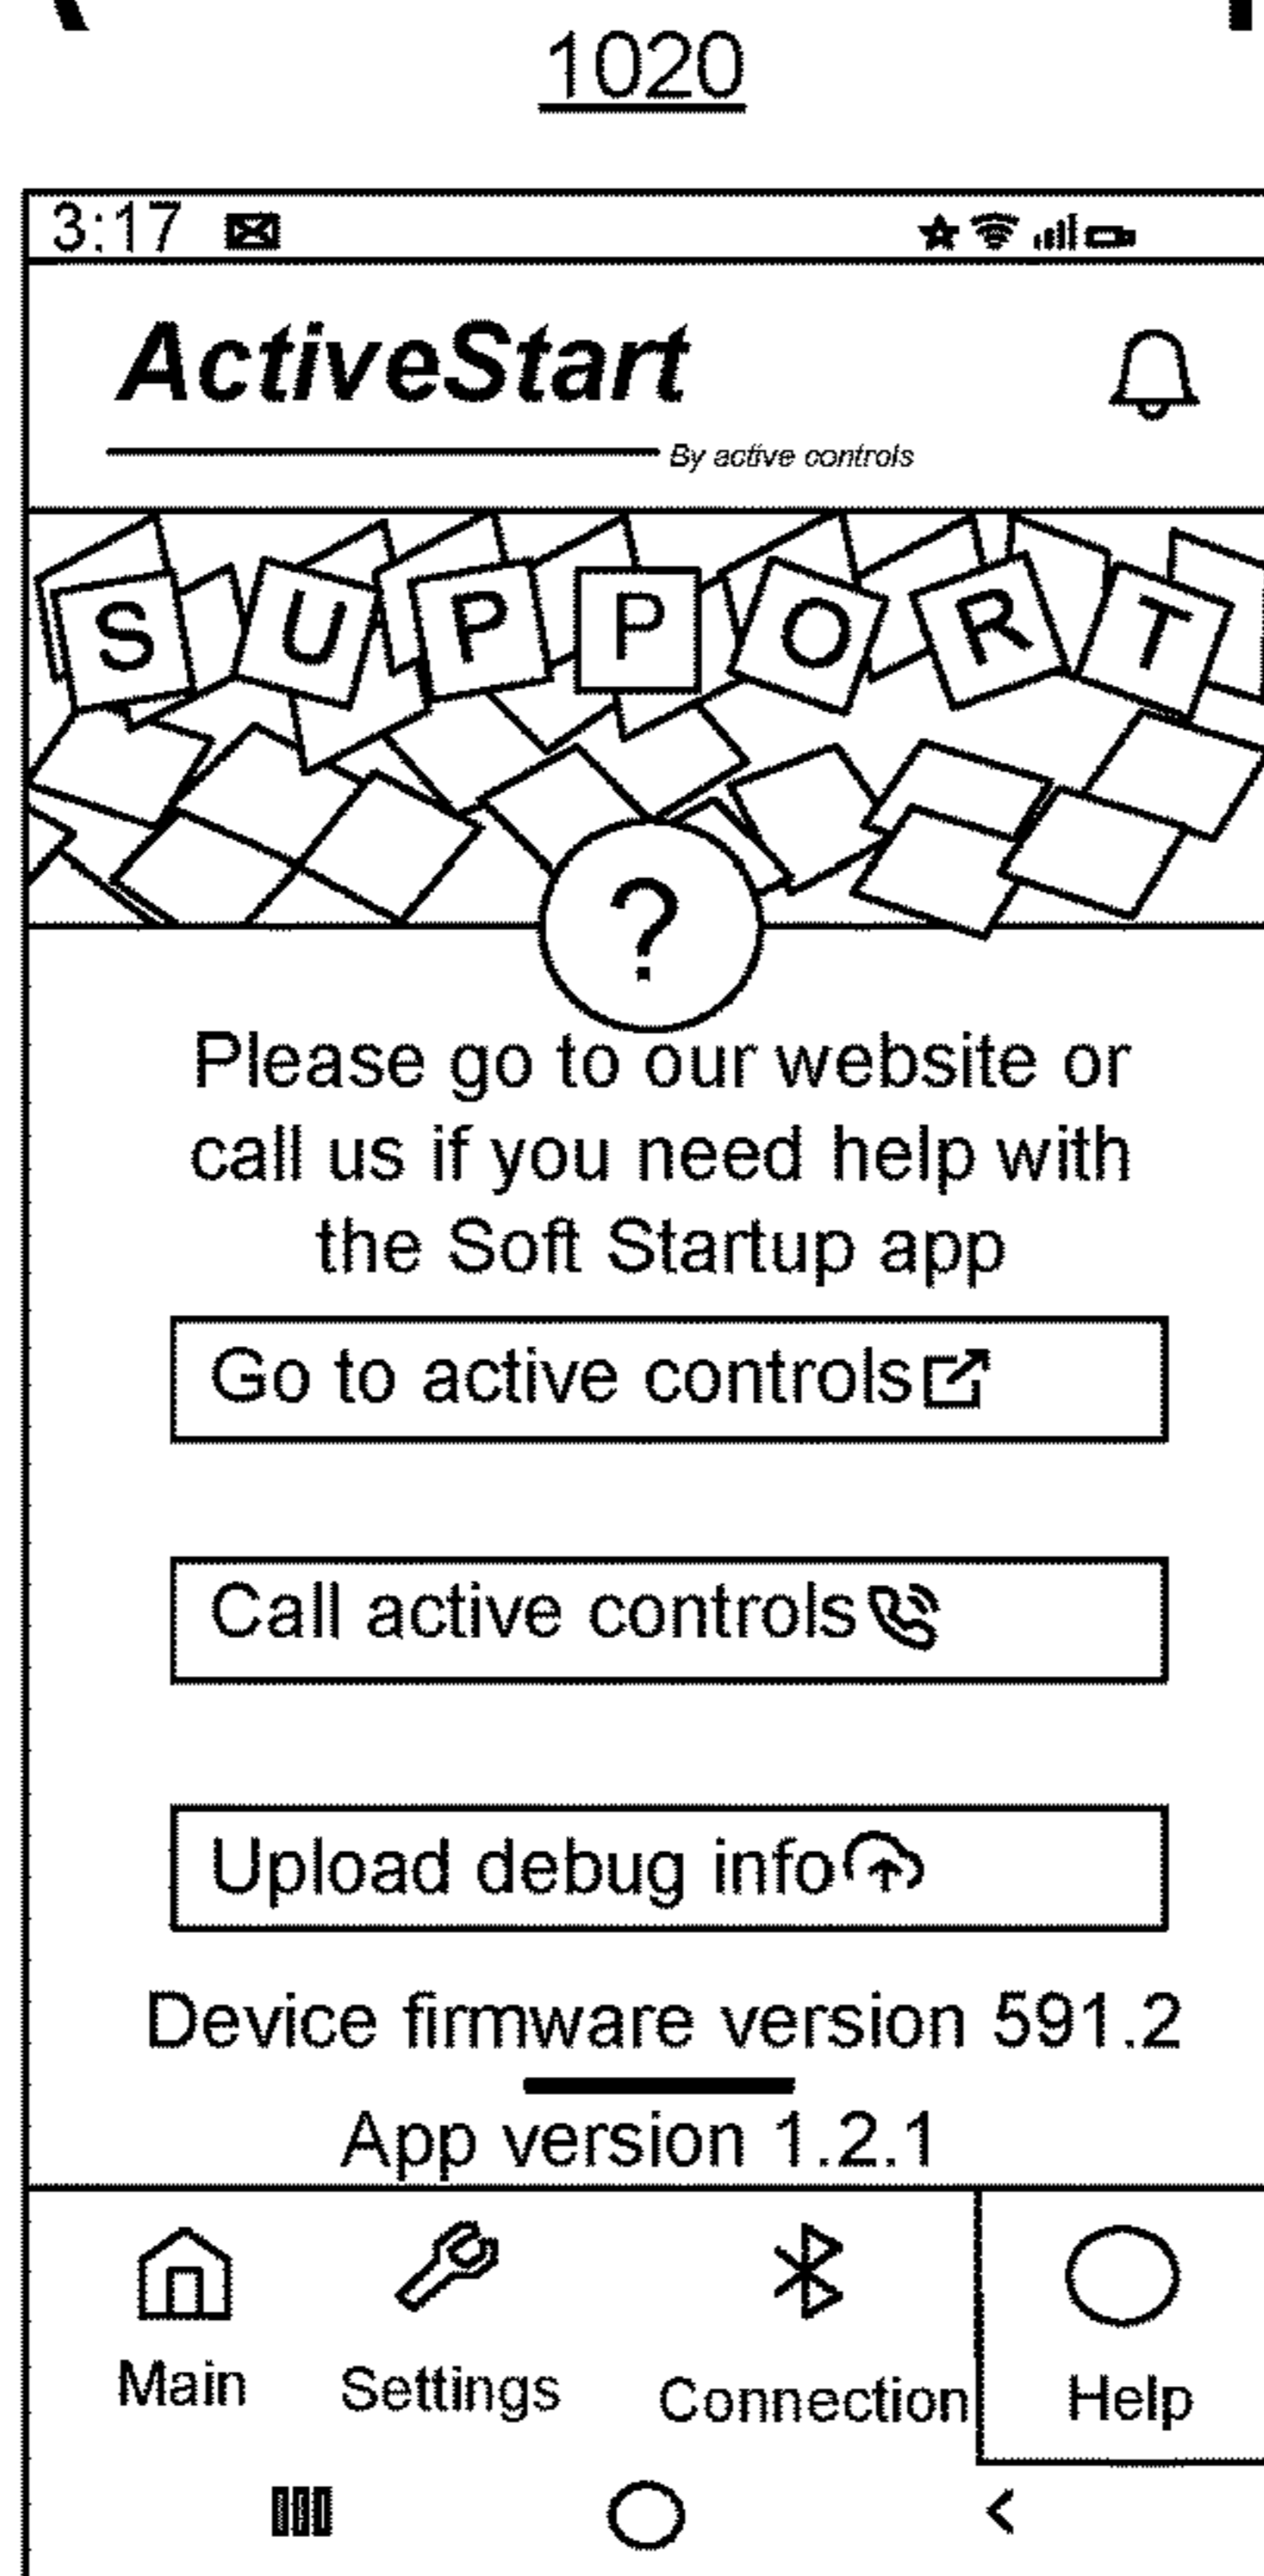 1020
3:17
ActiveStart
By active controls
S U P P O R T
?
Please go to our website or
call us if you need help with
the Soft Startup app
Go to active controls
Call active controls
Upload debug info
Device firmware version 591.2
App version 1.2.1
Main Settings Connection Help